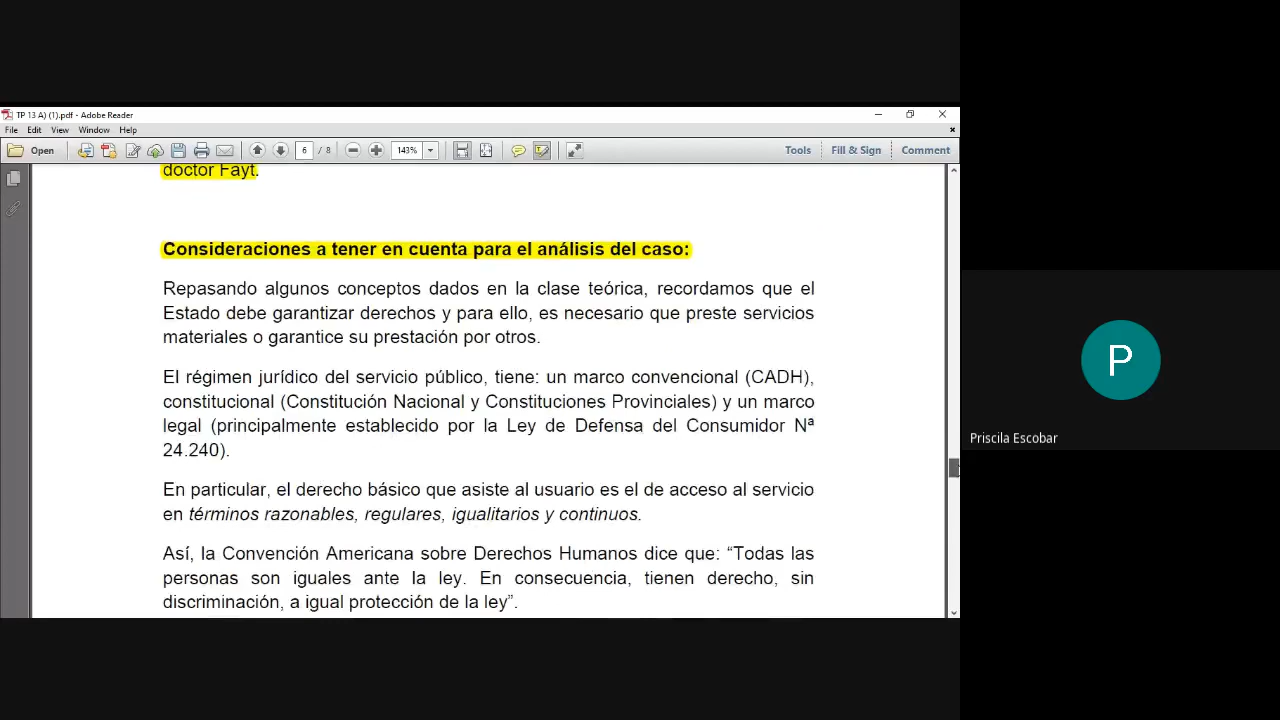 TP 13 A) (1).pdf - Adobe Reader
File Edit View Window Help
Open 6 / 8 143% Tools Fill & Sign Comment
doctor Fayt.
Consideraciones a tener en cuenta para el análisis del caso:
Repasando algunos conceptos dados en la clase teórica, recordamos que el
Estado debe garantizar derechos y para ello, es necesario que preste servicios
materiales o garantice su prestación por otros.
El régimen jurídico del servicio público, tiene: un marco convencional (CADH),
constitucional (Constitución Nacional y Constituciones Provinciales) y un marco
legal (principalmente establecido por la Ley de Defensa del Consumidor Nª
24.240).
En particular, el derecho básico que asiste al usuario es el de acceso al servicio
en términos razonables, regulares, igualitarios y continuos.
Así, la Convención Americana sobre Derechos Humanos dice que: “Todas las
personas son iguales ante la ley. En consecuencia, tienen derecho, sin
discriminación, a igual protección de la ley”.
P
Priscila Escobar